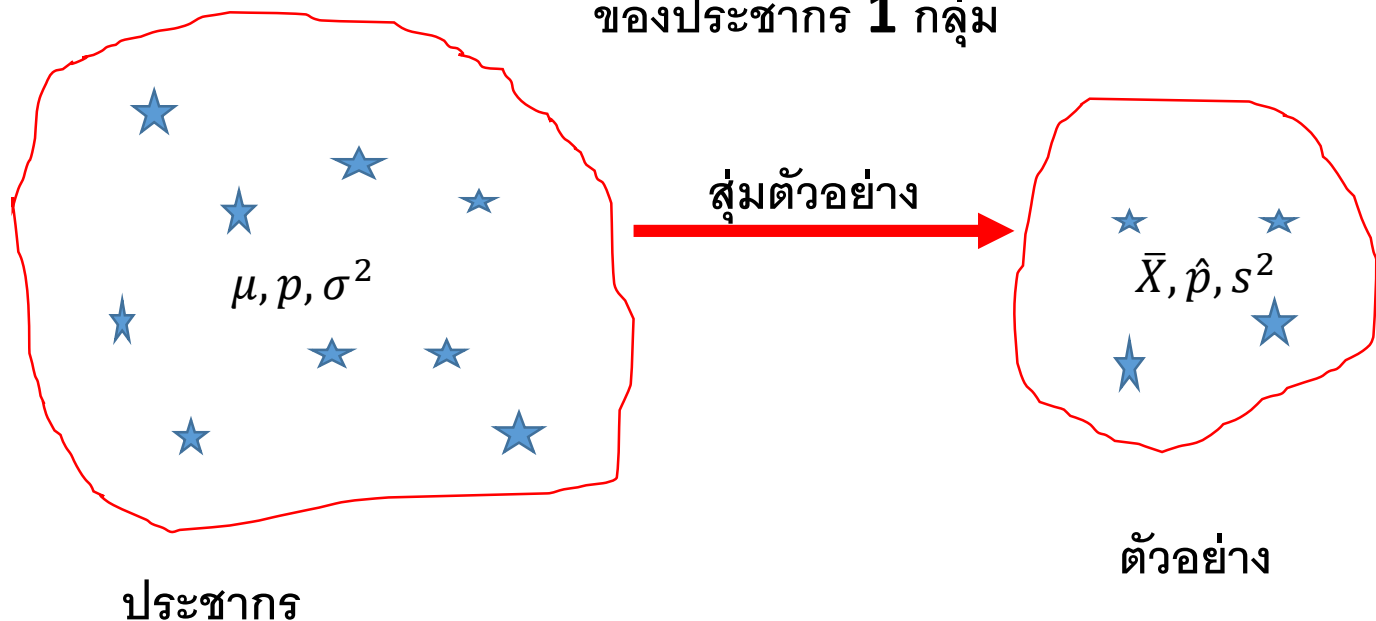 ของประชากร 1 กลุ่ม
สุ่มตัวอย่าง
μ, p, σ²
X̄, p̂, s²
ตัวอย่าง
ประชากร